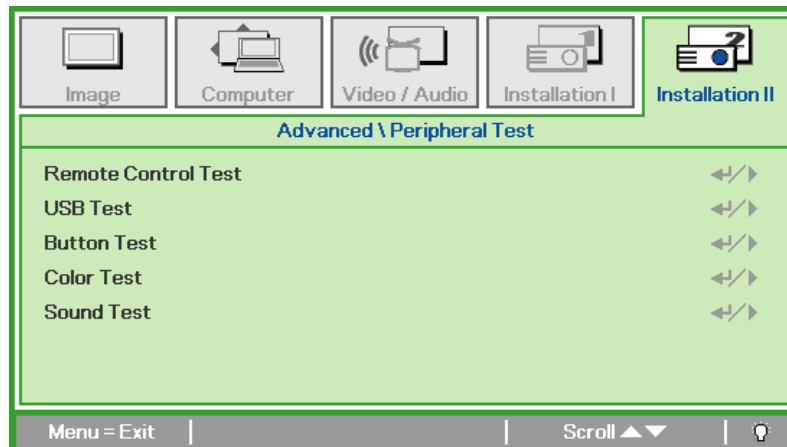 Image Computer Video / Audio Installation I Installation II
Advanced \ Peripheral Test
Remote Control Test
USB Test
Button Test
Color Test
Sound Test
Menu = Exit Scroll ▲▼